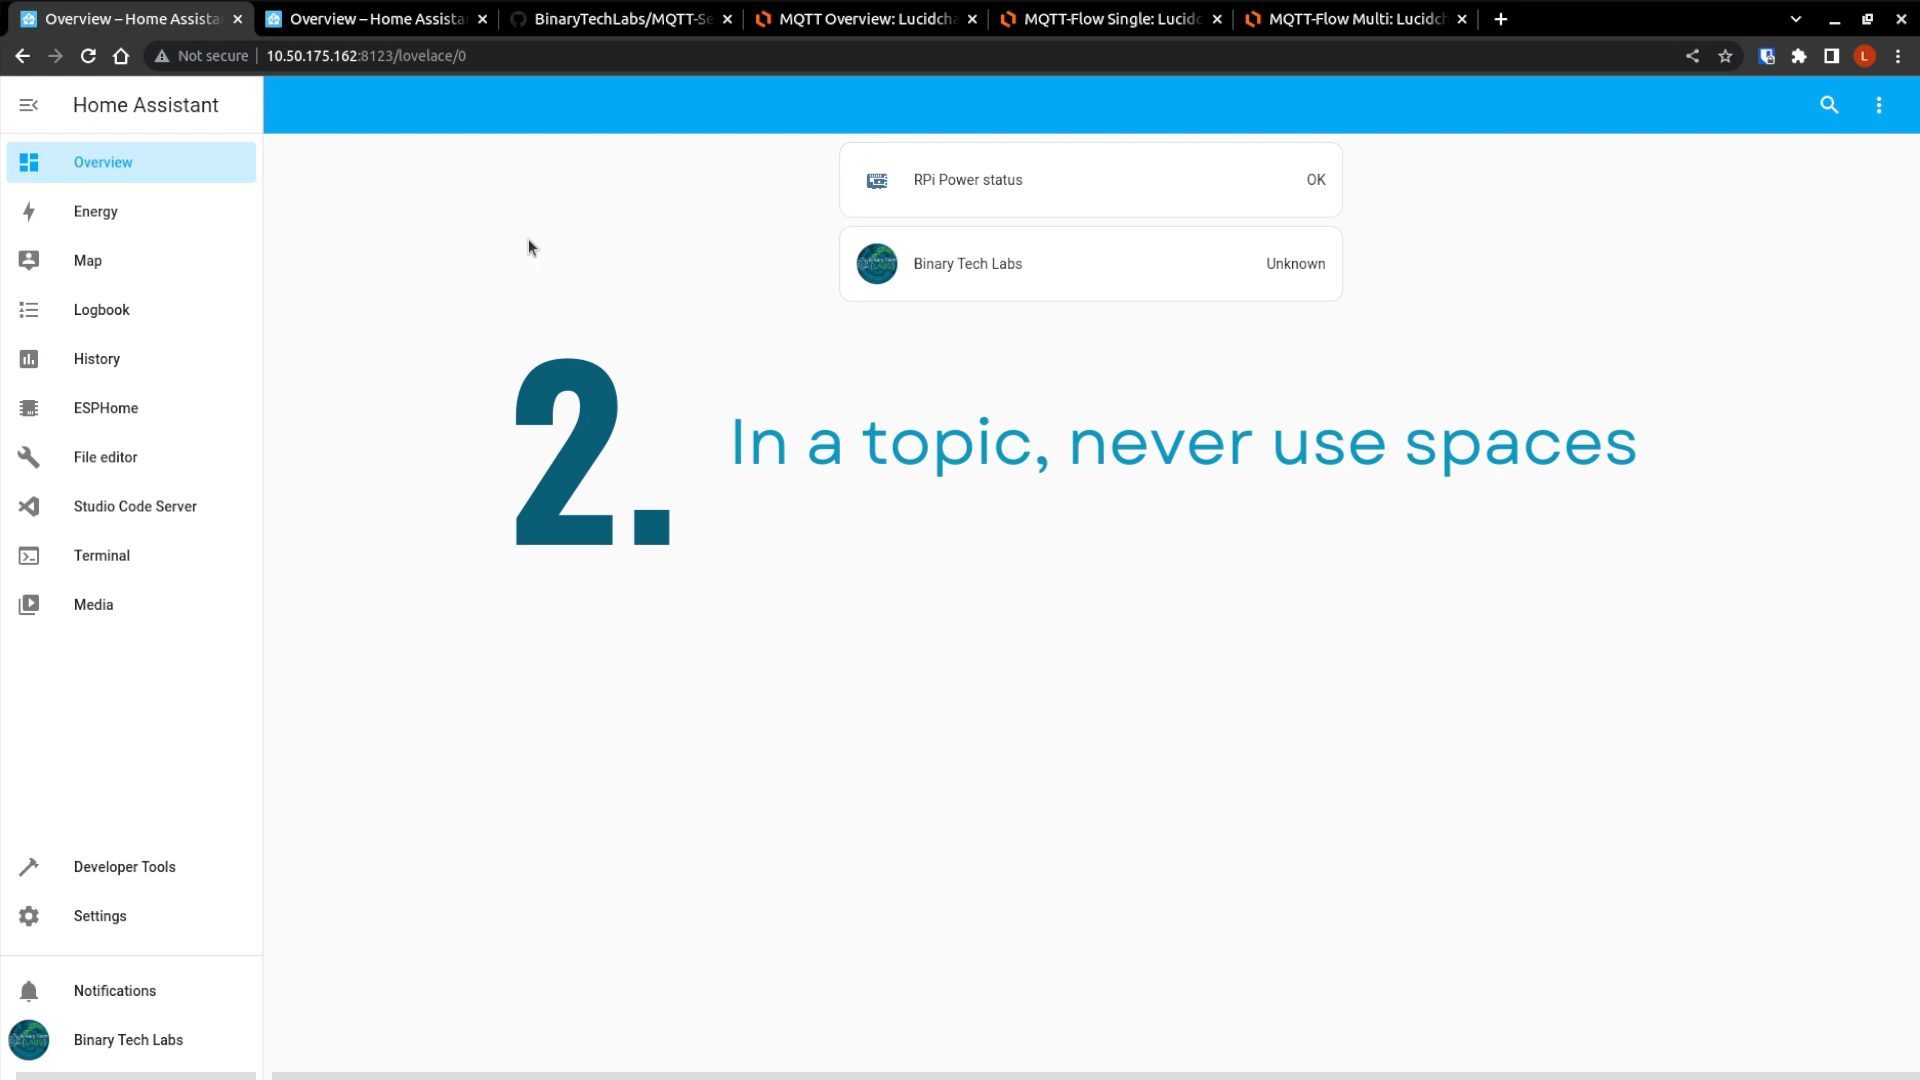 Overview – Home Assista
Overview – Home Assistar
BinaryTechLabs/MQTT-Se
MQTT Overview: Lucidcha
MQTT-Flow Single: Lucidc
MQTT-Flow Multi: Lucidch
Not secure
10.50.175.162:8123/lovelace/0
L
Home Assistant
Overview
Energy
Map
Logbook
History
ESPHome
File editor
Studio Code Server
Terminal
Media
Developer Tools
Settings
Notifications
Binary Tech Labs
RPi Power status OK
Binary Tech Labs Unknown
2. In a topic, never use spaces